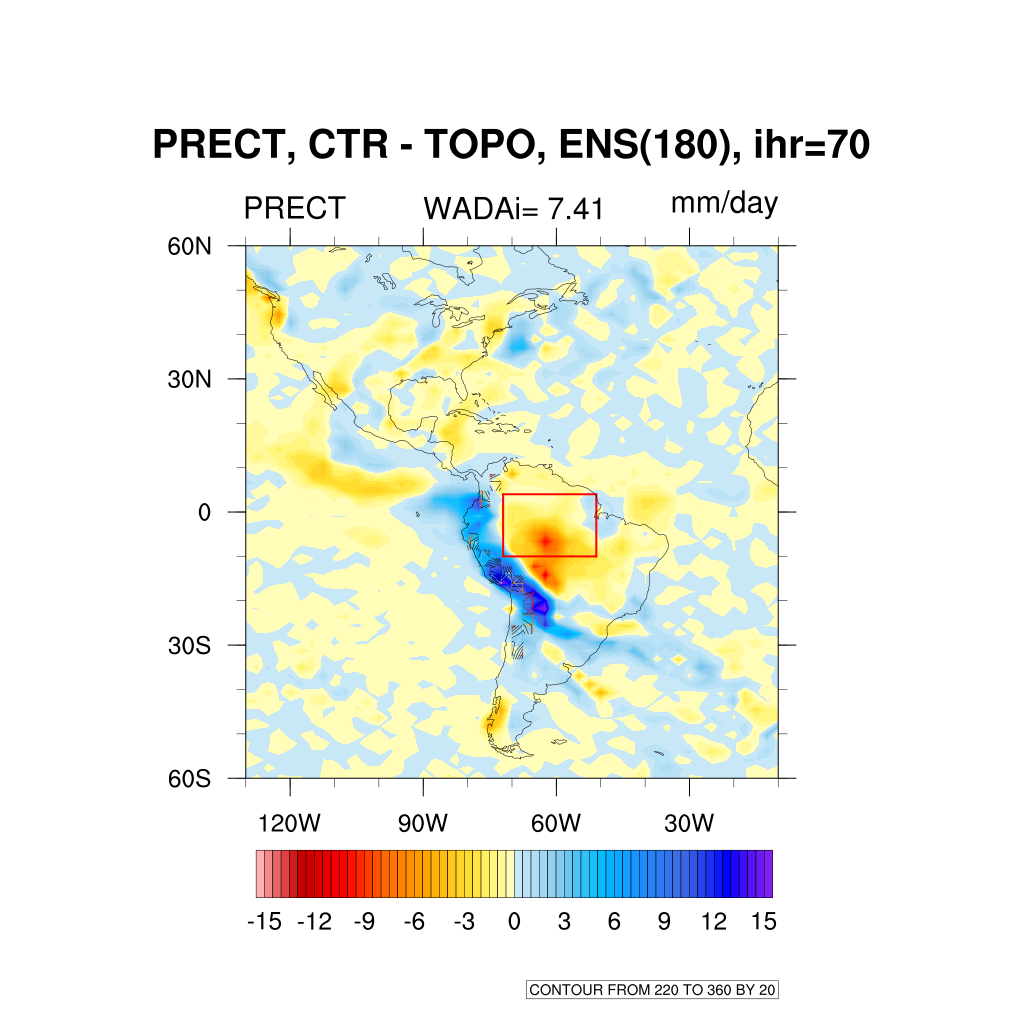 PRECT, CTR - TOPO, ENS(180), ihr=70
PRECT WADAi= 7.41 mm/day
60N
30N
0
30S
60S
120W 90W 60W 30W
-15 -12 -9 -6 -3 0 3 6 9 12 15
CONTOUR FROM 220 TO 360 BY 20